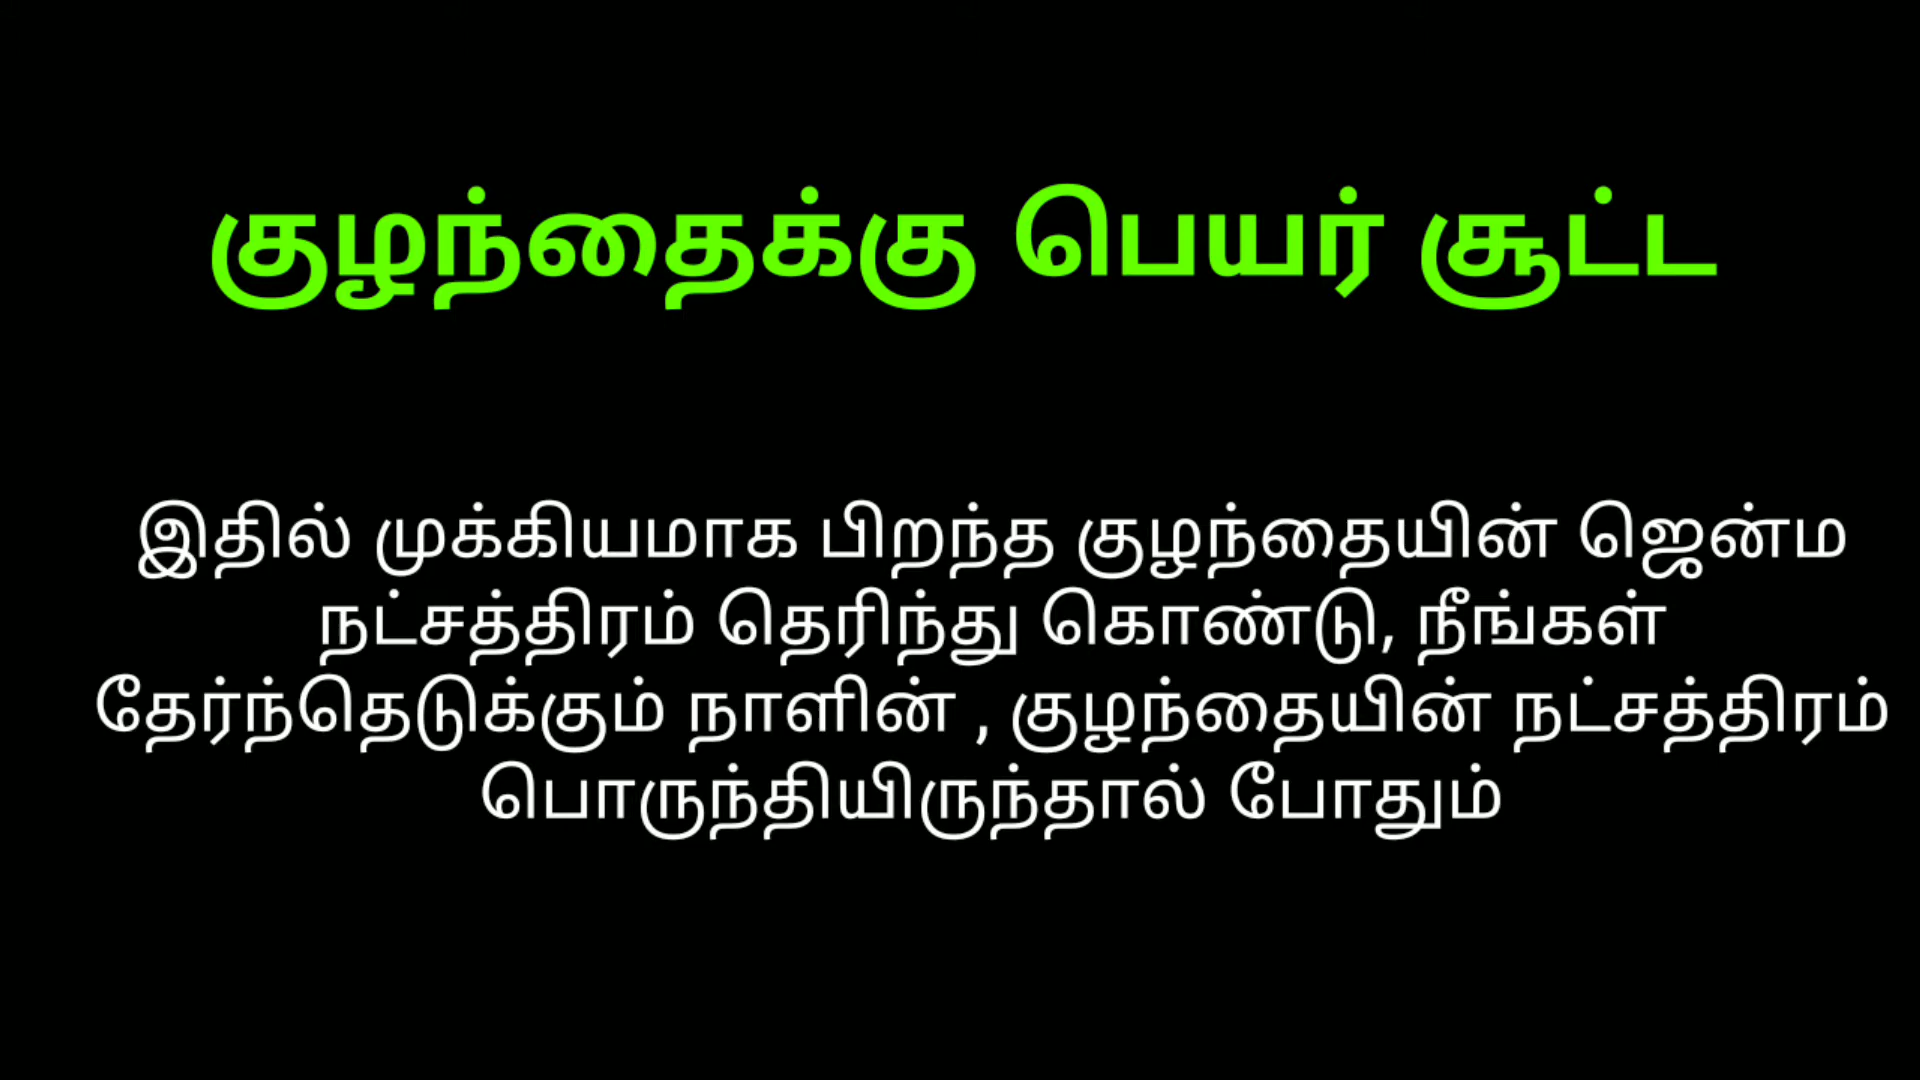 குழந்தைக்கு பெயர் சூட்ட
இதில் முக்கியமாக பிறந்த குழந்தையின் ஜென்ம
நட்சத்திரம் தெரிந்து கொண்டு, நீங்கள்
தேர்ந்தெடுக்கும் நாளின் , குழந்தையின் நட்சத்திரம்
பொருந்தியிருந்தால் போதும்